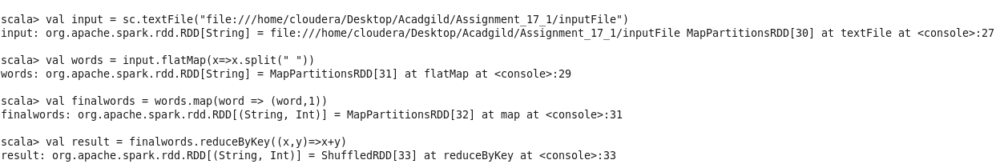 scala> val input = sc.textFile("file:///home/cloudera/Desktop/Acadgild/Assignment_17_1/inputFile")
input: org.apache.spark.rdd.RDD[String] = file:///home/cloudera/Desktop/Acadgild/Assignment_17_1/inputFile MapPartitionsRDD[30] at textFile at <console>:27
scala> val words = input.flatMap(x=>x.split(" "))
words: org.apache.spark.rdd.RDD[String] = MapPartitionsRDD[31] at flatMap at <console>:29
scala> val finalwords = words.map(word => (word,1))
finalwords: org.apache.spark.rdd.RDD[(String, Int)] = MapPartitionsRDD[32] at map at <console>:31
scala> val result = finalwords.reduceByKey((x,y)=>x+y)
result: org.apache.spark.rdd.RDD[(String, Int)] = ShuffledRDD[33] at reduceByKey at <console>:33